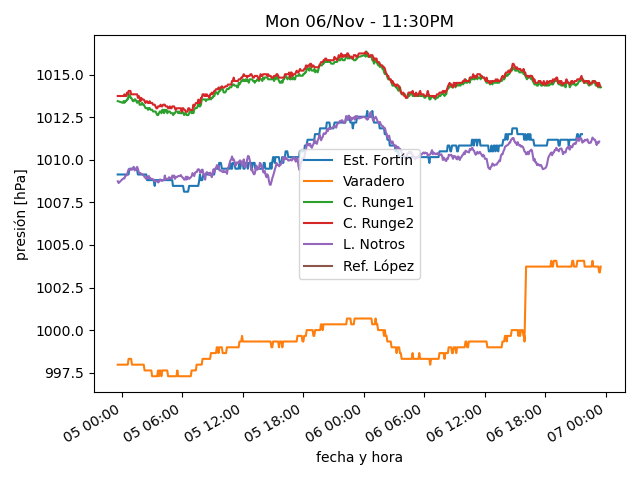 Mon 06/Nov - 11:30PM
presión [hPa]
1015.0
1012.5
1010.0
1007.5
1005.0
1002.5
1000.0
997.5
Est. Fortín
Varadero
C. Runge1
C. Runge2
L. Notros
Ref. López
05 00:00
05 06:00
05 12:00
05 18:00
06 00:00
06 06:00
06 12:00
06 18:00
07 00:00
fecha y hora